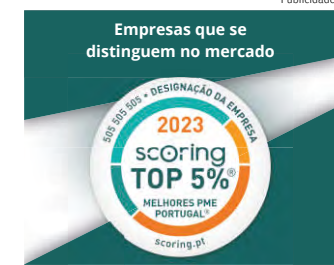 Publicidade
Empresas que se
distinguem no mercado
505 505 505 • DESIGNAÇÃO DA EMPRESA
2023
scoring
TOP 5%®
MELHORES PME
PORTUGAL®
scoring.pt